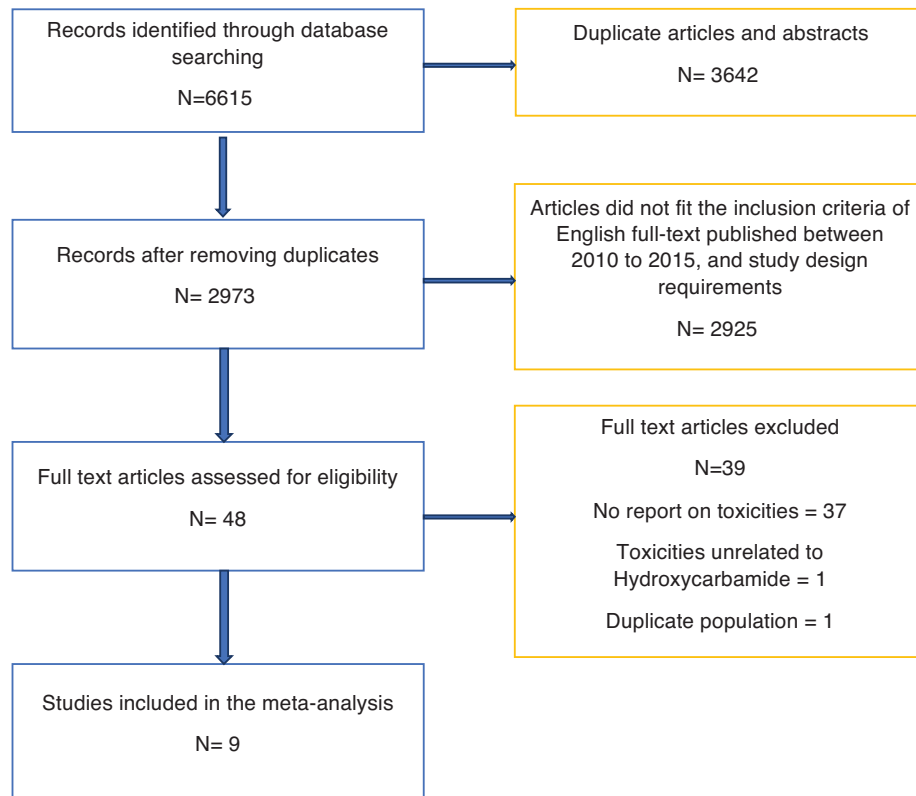 Records identified through database
searching
N=6615
Duplicate articles and abstracts
N= 3642
Records after removing duplicates
N= 2973
Articles did not fit the inclusion criteria of
English full-text published between
2010 to 2015, and study design
requirements
N= 2925
Full text articles assessed for eligibility
N= 48
Full text articles excluded
N=39
No report on toxicities = 37
Toxicities unrelated to
Hydroxycarbamide = 1
Duplicate population = 1
Studies included in the meta-analysis
N= 9